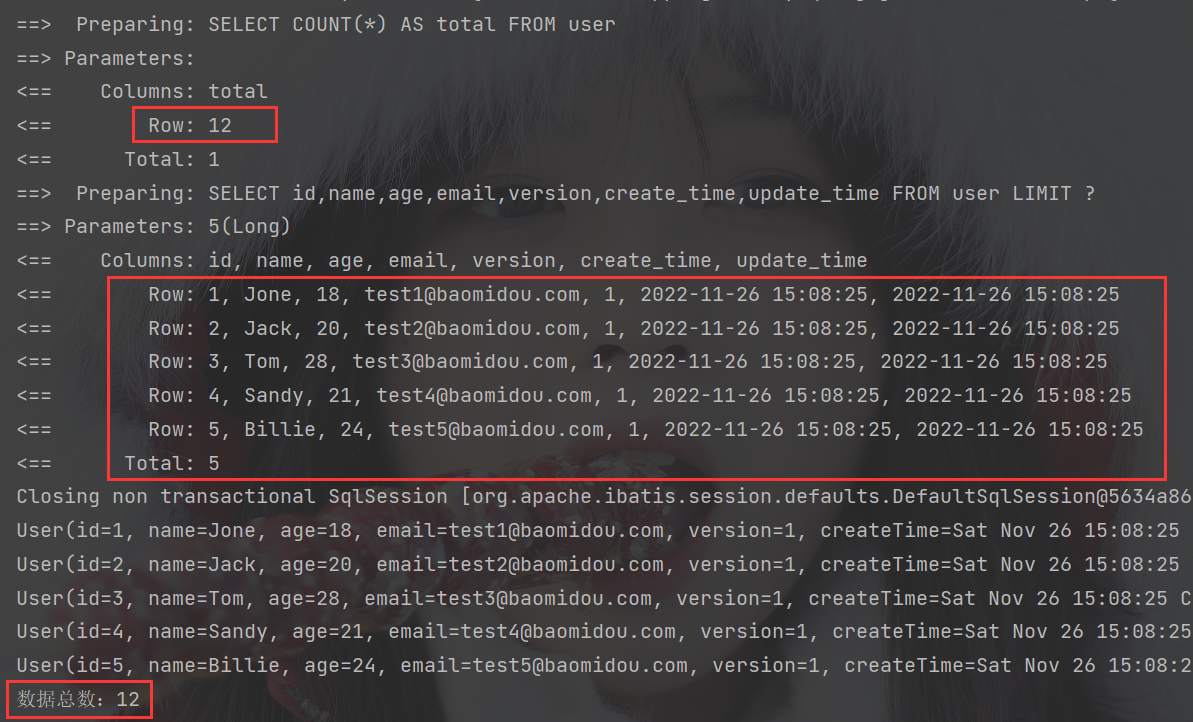 ==>  Preparing: SELECT COUNT(*) AS total FROM user
==> Parameters:
<==    Columns: total
<==        Row: 12
<==      Total: 1
==>  Preparing: SELECT id,name,age,email,version,create_time,update_time FROM user LIMIT ?
==> Parameters: 5(Long)
<==    Columns: id, name, age, email, version, create_time, update_time
<==        Row: 1, Jone, 18, test1@baomidou.com, 1, 2022-11-26 15:08:25, 2022-11-26 15:08:25
<==        Row: 2, Jack, 20, test2@baomidou.com, 1, 2022-11-26 15:08:25, 2022-11-26 15:08:25
<==        Row: 3, Tom, 28, test3@baomidou.com, 1, 2022-11-26 15:08:25, 2022-11-26 15:08:25
<==        Row: 4, Sandy, 21, test4@baomidou.com, 1, 2022-11-26 15:08:25, 2022-11-26 15:08:25
<==        Row: 5, Billie, 24, test5@baomidou.com, 1, 2022-11-26 15:08:25, 2022-11-26 15:08:25
<==      Total: 5
Closing non transactional SqlSession [org.apache.ibatis.session.defaults.DefaultSqlSession@5634a86
User(id=1, name=Jone, age=18, email=test1@baomidou.com, version=1, createTime=Sat Nov 26 15:08:25
User(id=2, name=Jack, age=20, email=test2@baomidou.com, version=1, createTime=Sat Nov 26 15:08:25
User(id=3, name=Tom, age=28, email=test3@baomidou.com, version=1, createTime=Sat Nov 26 15:08:25 C
User(id=4, name=Sandy, age=21, email=test4@baomidou.com, version=1, createTime=Sat Nov 26 15:08:25
User(id=5, name=Billie, age=24, email=test5@baomidou.com, version=1, createTime=Sat Nov 26 15:08:2
数据总数：12